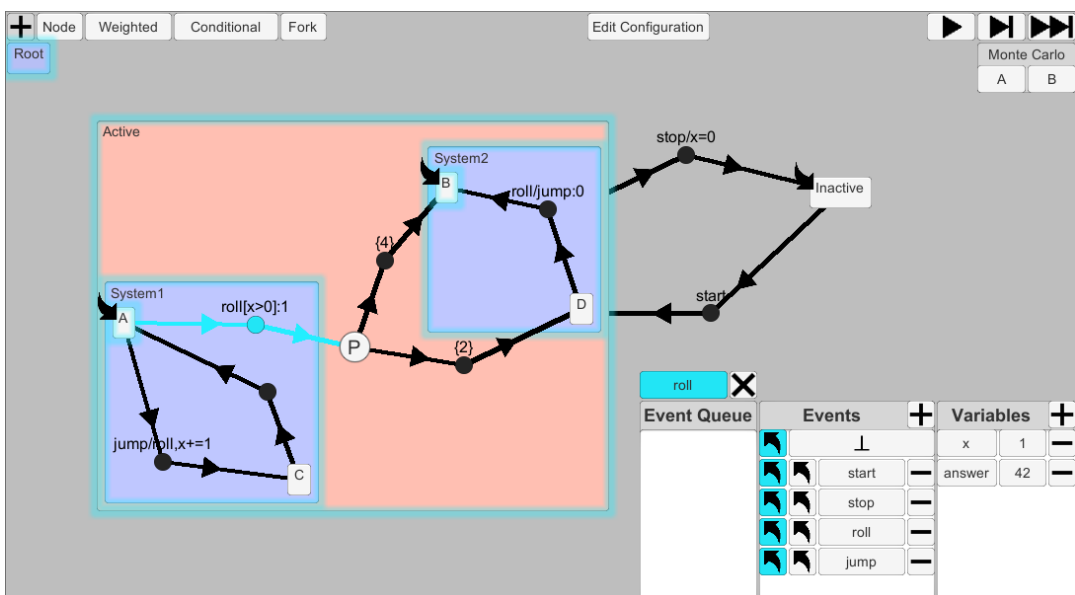 Node Weighted Conditional Fork Edit Configuration
Root
Monte Carlo
A B
Active
stop/x=0
System2
B
Inactive
roll/jump:0
{4}
System1
A
roll[x>0]:1
start
D
P
{2}
jump/roll,x+=1
C
roll
Event Queue Events Variables
⊥ x 1
start answer 42
stop
roll
jump